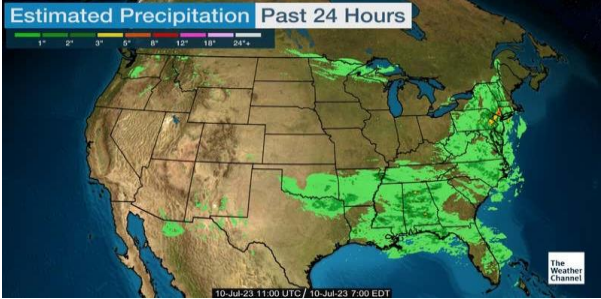 Estimated Precipitation Past 24 Hours
1" 2" 3" 5" 8" 12" 18" 24"+
The
Weather
Channel
10-Jul-23 11:00 UTC / 10-Jul-23 7:00 EDT